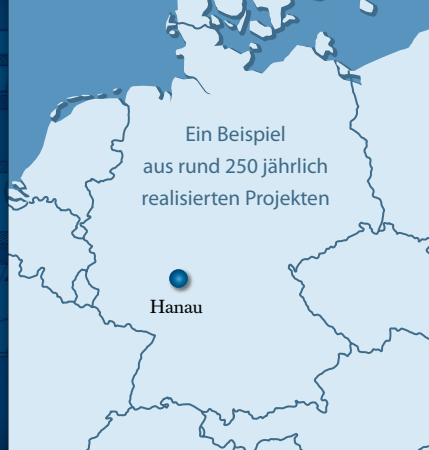 Ein Beispiel
aus rund 250 jährlich
realisierten Projekten
Hanau